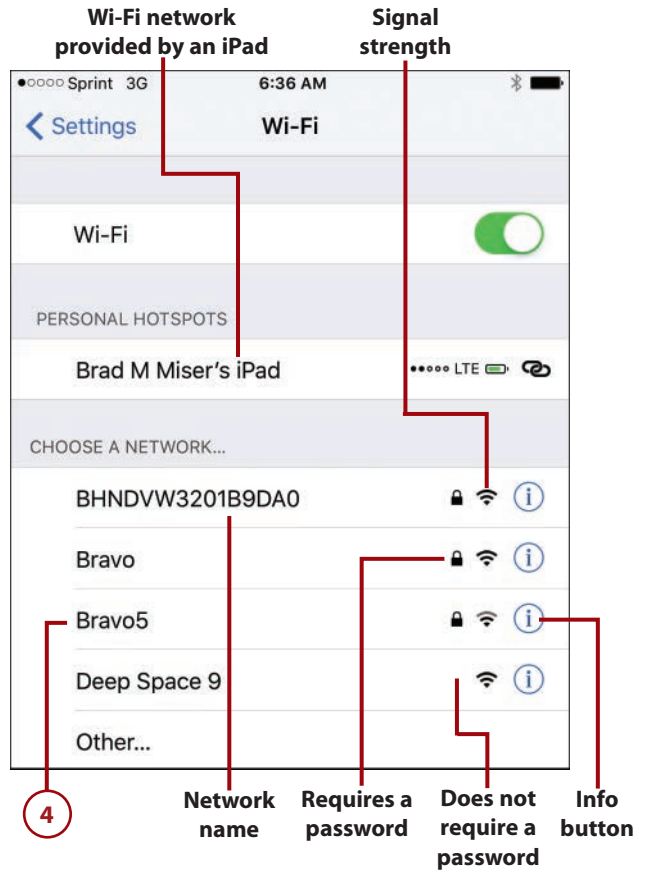 Wi-Fi network
provided by an iPad
Signal
strength
Sprint 3G 6:36 AM
Settings Wi-Fi
Wi-Fi
PERSONAL HOTSPOTS
Brad M Miser's iPad LTE
CHOOSE A NETWORK...
BHNDVW3201B9DA0
Bravo
Bravo5
Deep Space 9
Other...
4
Network
name
Requires a
password
Does not
require a
password
Info
button